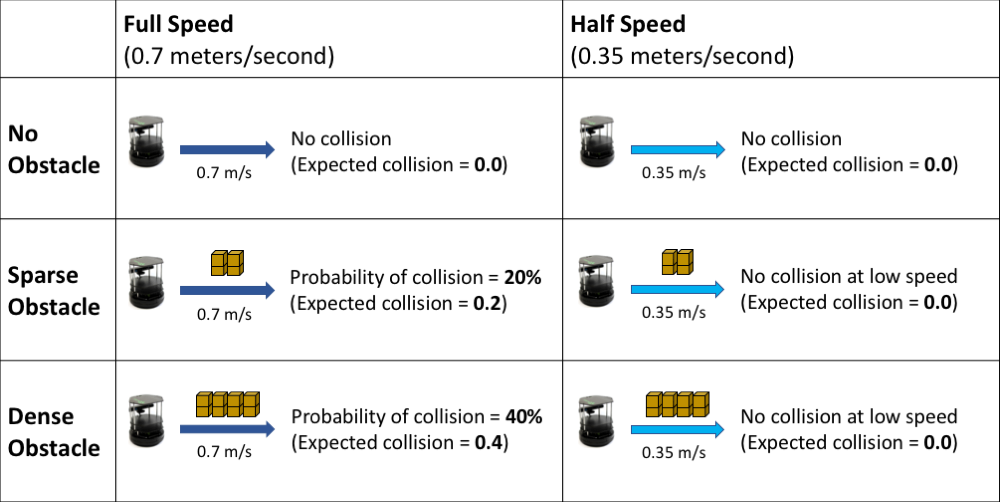 Full Speed
(0.7 meters/second)
Half Speed
(0.35 meters/second)
No
Obstacle
0.7 m/s
No collision
(Expected collision = 0.0)
0.35 m/s
No collision
(Expected collision = 0.0)
Sparse
Obstacle
0.7 m/s
Probability of collision = 20%
(Expected collision = 0.2)
0.35 m/s
No collision at low speed
(Expected collision = 0.0)
Dense
Obstacle
0.7 m/s
Probability of collision = 40%
(Expected collision = 0.4)
0.35 m/s
No collision at low speed
(Expected collision = 0.0)